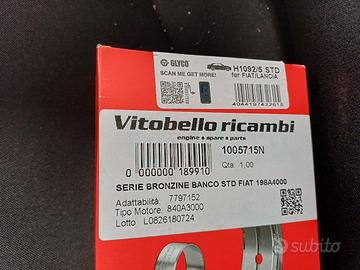 GLYCO
SCAN ME GET MORE!
H1092/5 STD
for FIAT/LANCIA
4044197432615
Vitobello ricambi
engine • spare • parts
0 000000 189910
1005715N
Qta: 1,00
SERIE BRONZINE BANCO STD FIAT 198A4000
Adattabilità: 7797152
Tipo Motore: 840A3000
Lotto L0826180724
subito